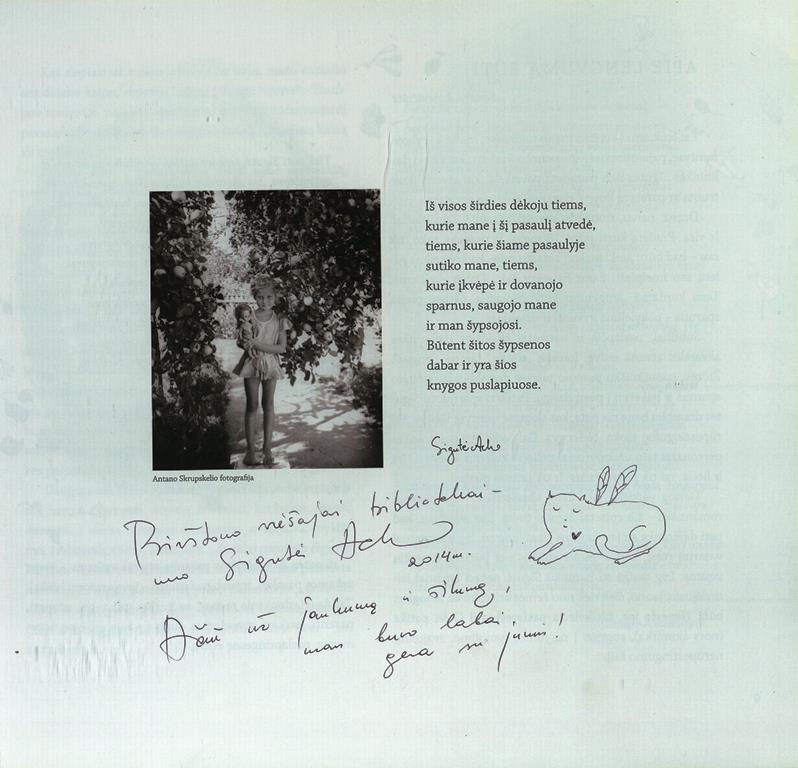 Iš visos širdies dėkoju tiems,
kurie mane į šį pasaulį atvedė,
tiems, kurie šiame pasaulyje
sutiko mane, tiems,
kurie įkvėpė ir dovanojo
sparnus, saugojo mane
ir man šypsojosi.
Būtent šitos šypsenos
dabar ir yra šios
knygos puslapiuose.
Sigutė Ach
Antano Skrupskelio fotografija
Birštono viešajai bibliotekai –
nuo Sigutė Ach
2014 m.
Ačiū už jaukumą ir šilumą,
man buvo labai
gera su jumis!